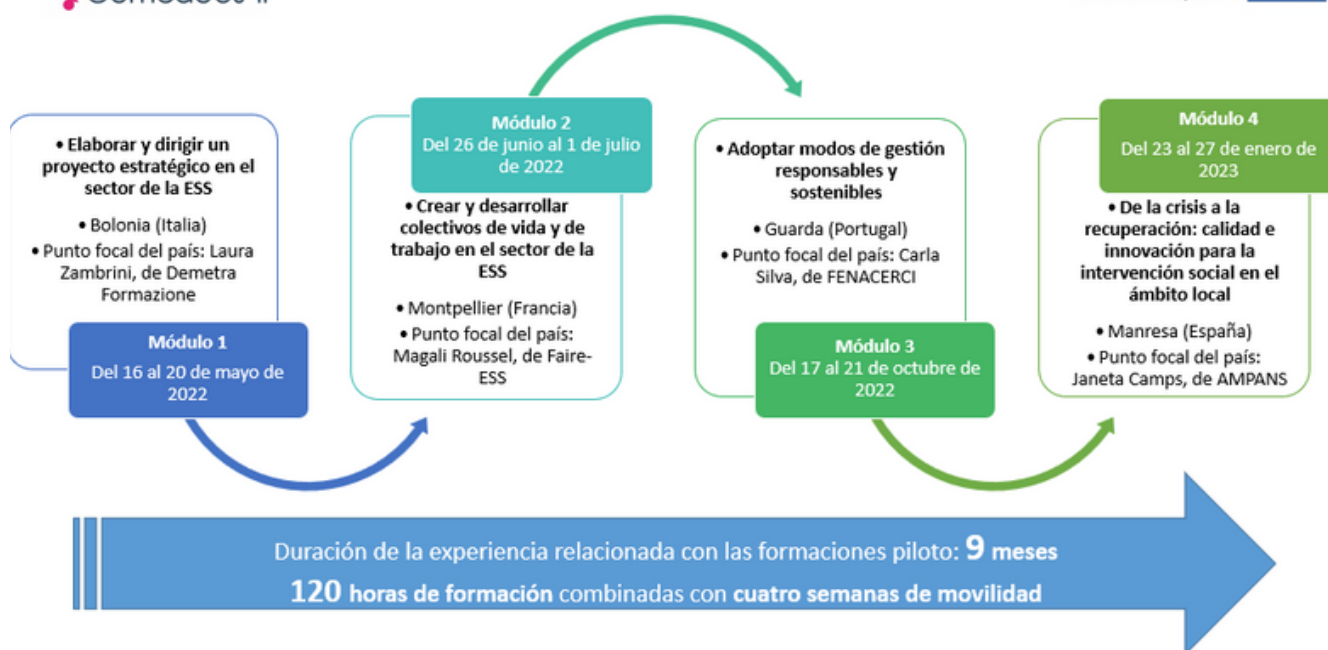 • Elaborar y dirigir un
proyecto estratégico en el
sector de la ESS
• Bolonia (Italia)
• Punto focal del país: Laura
Zambrini, de Demetra
Formazione
Módulo 1
Del 16 al 20 de mayo de
2022
Módulo 2
Del 26 de junio al 1 de julio
de 2022
• Crear y desarrollar
colectivos de vida y de
trabajo en el sector de la
ESS
• Montpellier (Francia)
• Punto focal del país:
Magali Roussel, de Faire-
ESS
• Adoptar modos de gestión
responsables y
sostenibles
• Guarda (Portugal)
• Punto focal del país: Carla
Silva, de FENACERCI
Módulo 3
Del 17 al 21 de octubre de
2022
Módulo 4
Del 23 al 27 de enero de
2023
• De la crisis a la
recuperación: calidad e
innovación para la
intervención social en el
ámbito local
• Manresa (España)
• Punto focal del país:
Janeta Camps, de AMPANS
Duración de la experiencia relacionada con las formaciones piloto: 9 meses
120 horas de formación combinadas con cuatro semanas de movilidad